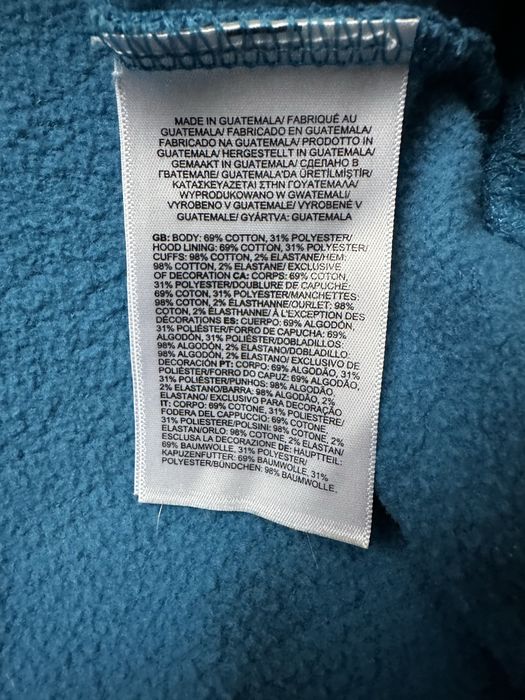 MADE IN GUATEMALA/ FABRIQUÉ AU
GUATEMALA/ FABRICADO EN GUATEMALA/
FABRICADO NA GUATEMALA/ PRODOTTO IN
GUATEMALA/ HERGESTELLT IN GUATEMALA/
GEMAAKT IN GUATEMALA/ СДЕЛАНО В
ГВАТЕМАЛЕ/ GUATEMALA'DA ÜRETİLMİŞTİR/
ΚΑΤΑΣΚΕΥΑΖΕΤΑΙ ΣΤΗΝ ΓΟΥΑΤΕΜΑΛΑ/
WYPRODUKOWANO W GWATEMALI/
VYROBENO V GUATEMALE/ VYROBENÉ V
GUATEMALE/ GYÁRTVA: GUATEMALA
GB: BODY: 69% COTTON, 31% POLYESTER/
HOOD LINING: 69% COTTON, 31% POLYESTER/
CUFFS: 98% COTTON, 2% ELASTANE/HEM:
98% COTTON, 2% ELASTANE/ EXCLUSIVE
OF DECORATION CA: CORPS: 69% COTON,
31% POLYESTER/DOUBLURE DE CAPUCHE:
69% COTON, 31% POLYESTER/MANCHETTES:
98% COTON, 2% ÉLASTHANNE/OURLET: 98%
COTON, 2% ÉLASTHANNE/ À L'EXCEPTION DES
DÉCORATIONS ES: CUERPO: 69% ALGODÓN,
31% POLIÉSTER/FORRO DE CAPUCHA: 69%
ALGODÓN, 31% POLIÉSTER/DOBLADILLOS:
98% ALGODÓN, 2% ELASTANO/DOBLADILLO:
98% ALGODÓN, 2% ELASTANO/ EXCLUSIVO DE
DECORACIÓN PT: CORPO: 69% ALGODÃO, 31%
POLIÉSTER/FORRO DO CAPUZ: 69% ALGODÃO,
31% POLIÉSTER/PUNHOS: 98% ALGODÃO,
2% ELASTANO/BARRA: 98% ALGODÃO, 2%
ELASTANO/ EXCLUSIVO PARA DECORAÇÃO
IT: CORPO: 69% COTONE, 31% POLIESTERE/
FODERA DEL CAPPUCCIO: 69% COTONE,
31% POLIESTERE/POLSINI: 98% COTONE, 2%
ELASTAN/ORLO: 98% COTONE, 2% ELASTAN/
ESCLUSA LA DECORAZIONE DE: HAUPTTEIL:
69% BAUMWOLLE, 31% POLYESTER/
KAPUZENFUTTER: 69% BAUMWOLLE, 31%
POLYESTER/BÜNDCHEN: 98% BAUMWOLLE,